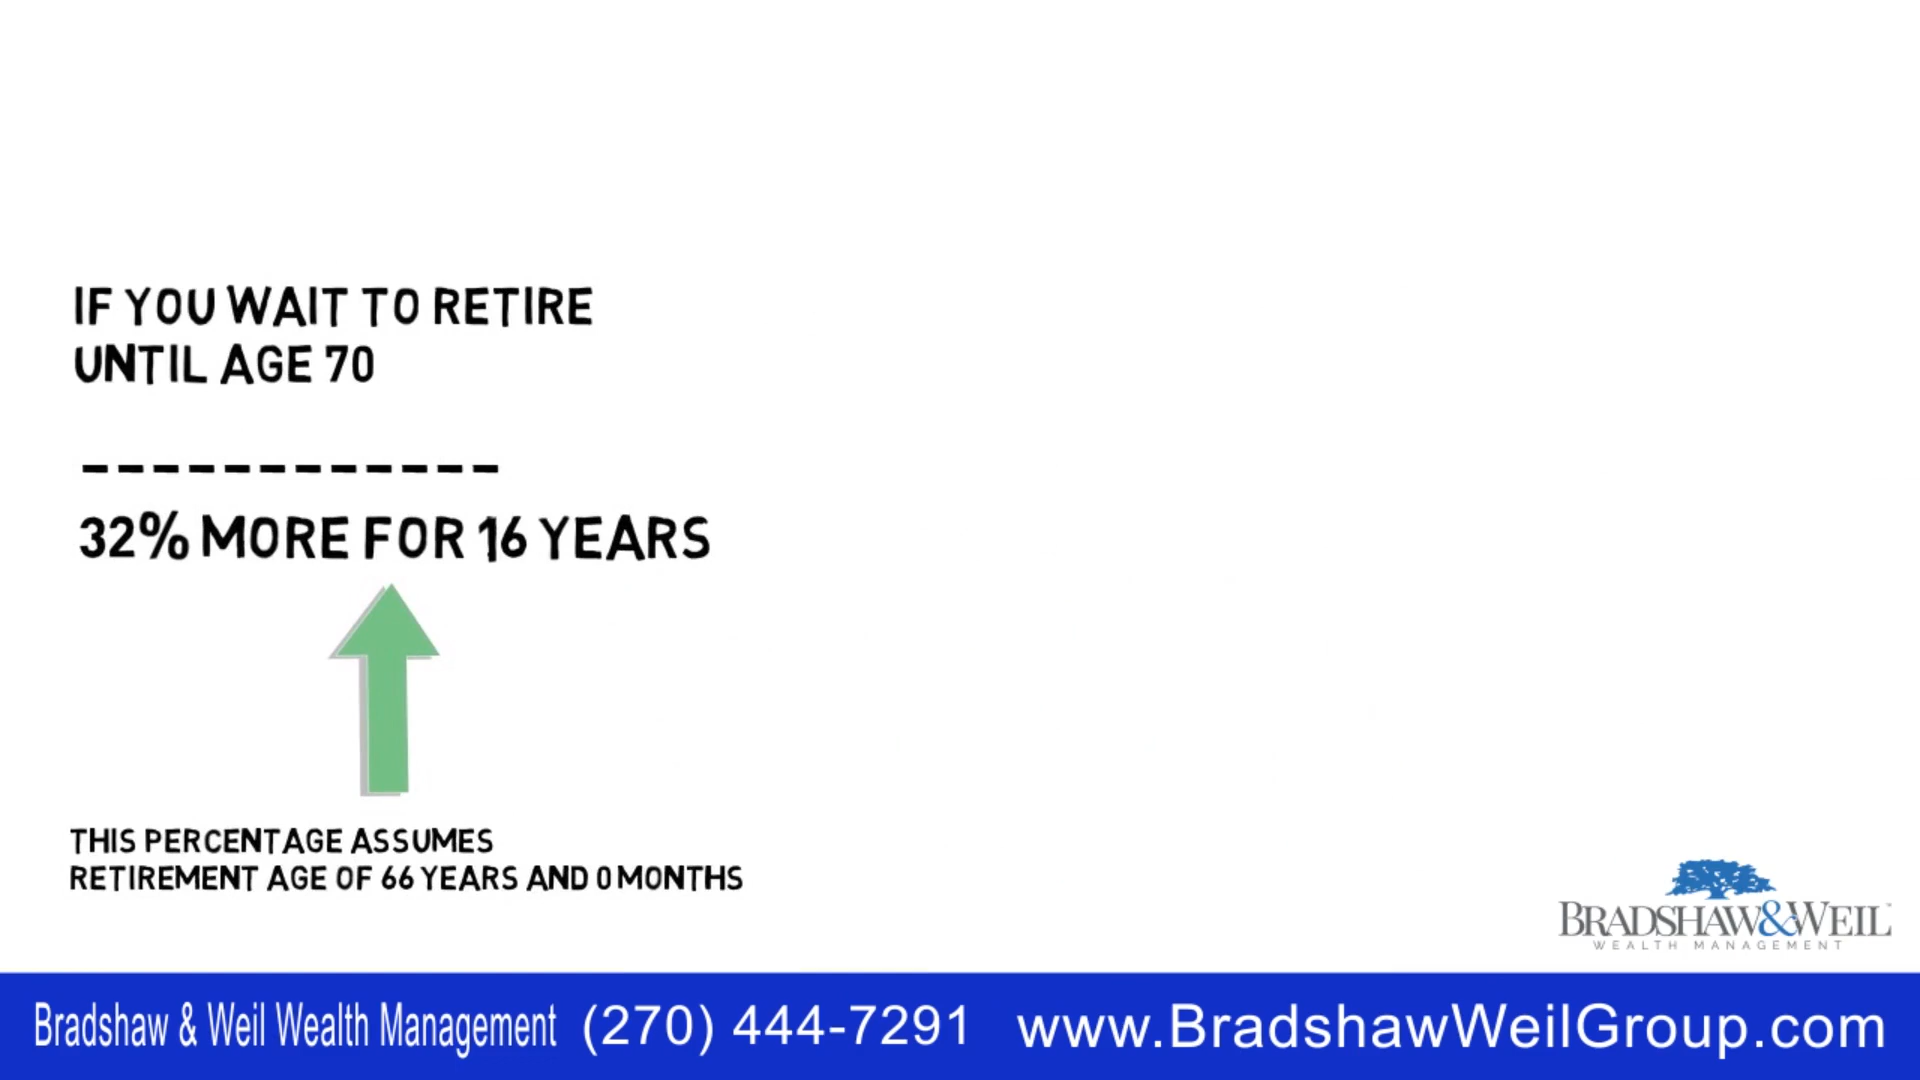 IF YOU WAIT TO RETIRE
UNTIL AGE 70
------------
32% MORE FOR 16 YEARS
THIS PERCENTAGE ASSUMES
RETIREMENT AGE OF 66 YEARS AND 0 MONTHS
BRADSHAW&WEIL
WEALTH MANAGEMENT
Bradshaw & Weil Wealth Management (270) 444-7291 www.BradshawWeilGroup.com